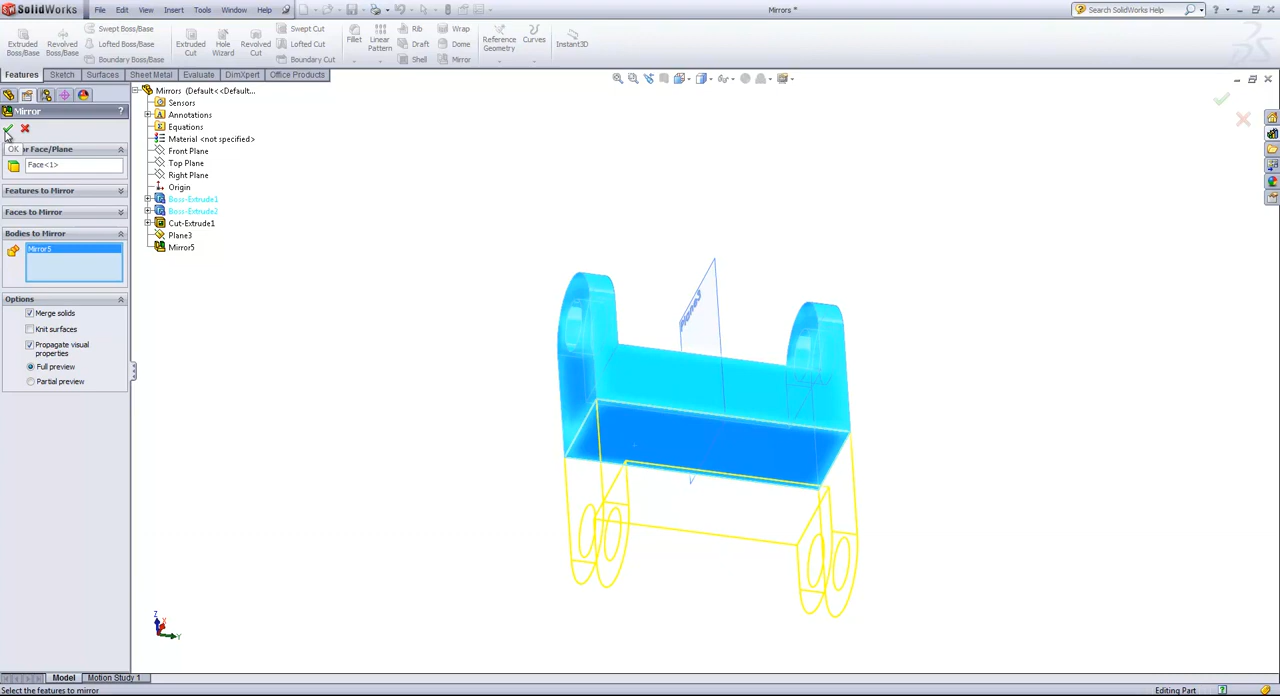 SolidWorks File Edit View Insert Tools Window Help Mirrors * Search SolidWorks Help
Extruded Boss/Base
Revolved Boss/Base
Swept Boss/Base
Lofted Boss/Base
Boundary Boss/Base
Extruded Cut
Hole Wizard
Revolved Cut
Swept Cut
Lofted Cut
Boundary Cut
Fillet
Linear Pattern
Rib
Draft
Shell
Wrap
Dome
Mirror
Reference Geometry
Curves
Instant3D
Features Sketch Surfaces Sheet Metal Evaluate DimXpert Office Products
Mirror ?
OK
or Face/Plane
Face<1>
Features to Mirror
Faces to Mirror
Bodies to Mirror
Mirror5
Options
Merge solids
Knit surfaces
Propagate visual
properties
Full preview
Partial preview
Mirrors (Default<<Default...
Sensors
Annotations
Equations
Material <not specified>
Front Plane
Top Plane
Right Plane
Origin
Boss-Extrude1
Boss-Extrude2
Cut-Extrude1
Plane3
Mirror5
Plane3
Z
X
Y
Model Motion Study 1
Select the features to mirror Editing Part